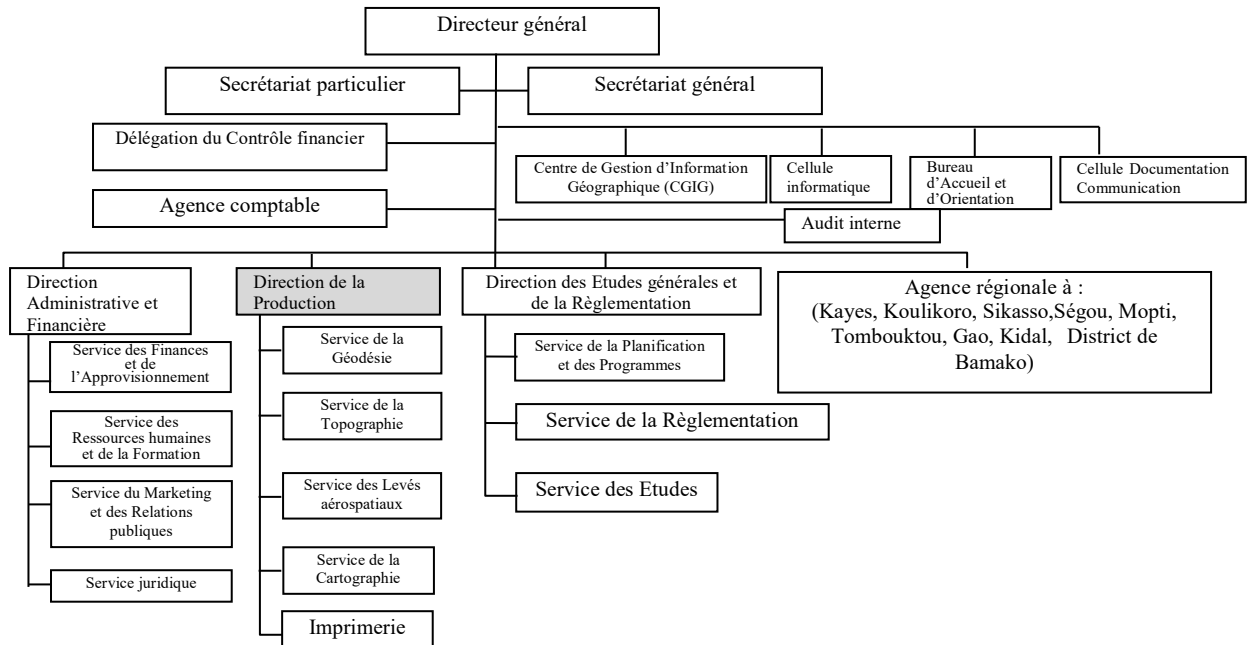 Directeur général
Secrétariat particulier
Secrétariat général
Délégation du Contrôle financier
Centre de Gestion d'Information
Géographique (CGIG)
Cellule
informatique
Bureau
d'Accueil et
d'Orientation
Cellule Documentation
Communication
Agence comptable
Audit interne
Direction
Administrative et
Financière
Service des Finances
et de
l'Approvisionnement
Service des
Ressources humaines
et de la Formation
Service du Marketing
et des Relations
publiques
Service juridique
Direction de la
Production
Service de la
Géodésie
Service de la
Topographie
Service des Levés
aérospatiaux
Service de la
Cartographie
Imprimerie
Direction des Etudes générales et
de la Règlementation
Service de la Planification
et des Programmes
Service de la Règlementation
Service des Etudes
Agence régionale à :
(Kayes, Koulikoro, Sikasso,Ségou, Mopti,
Tombouktou, Gao, Kidal, District de
Bamako)